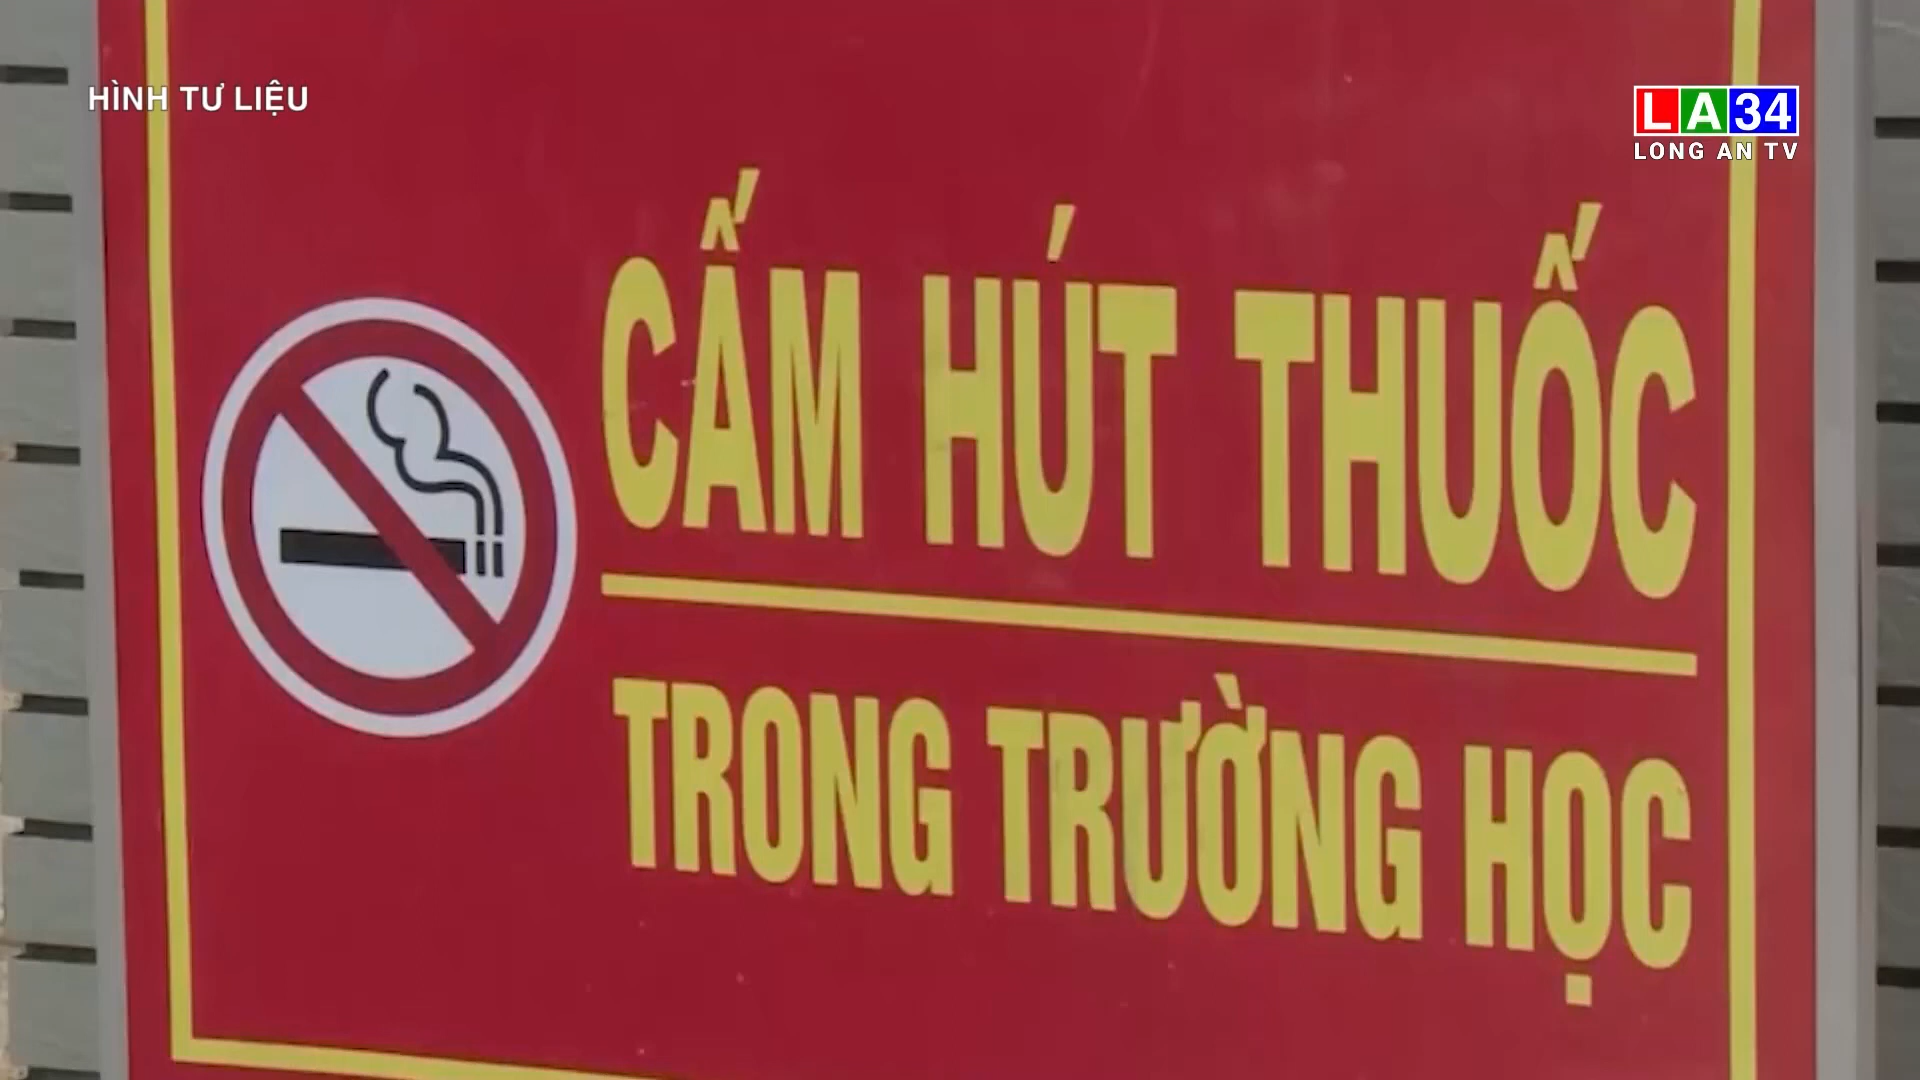 HÌNH TƯ LIỆU
LA34
LONG AN TV
CẤM HÚT THUỐC
TRONG TRƯỜNG HỌC